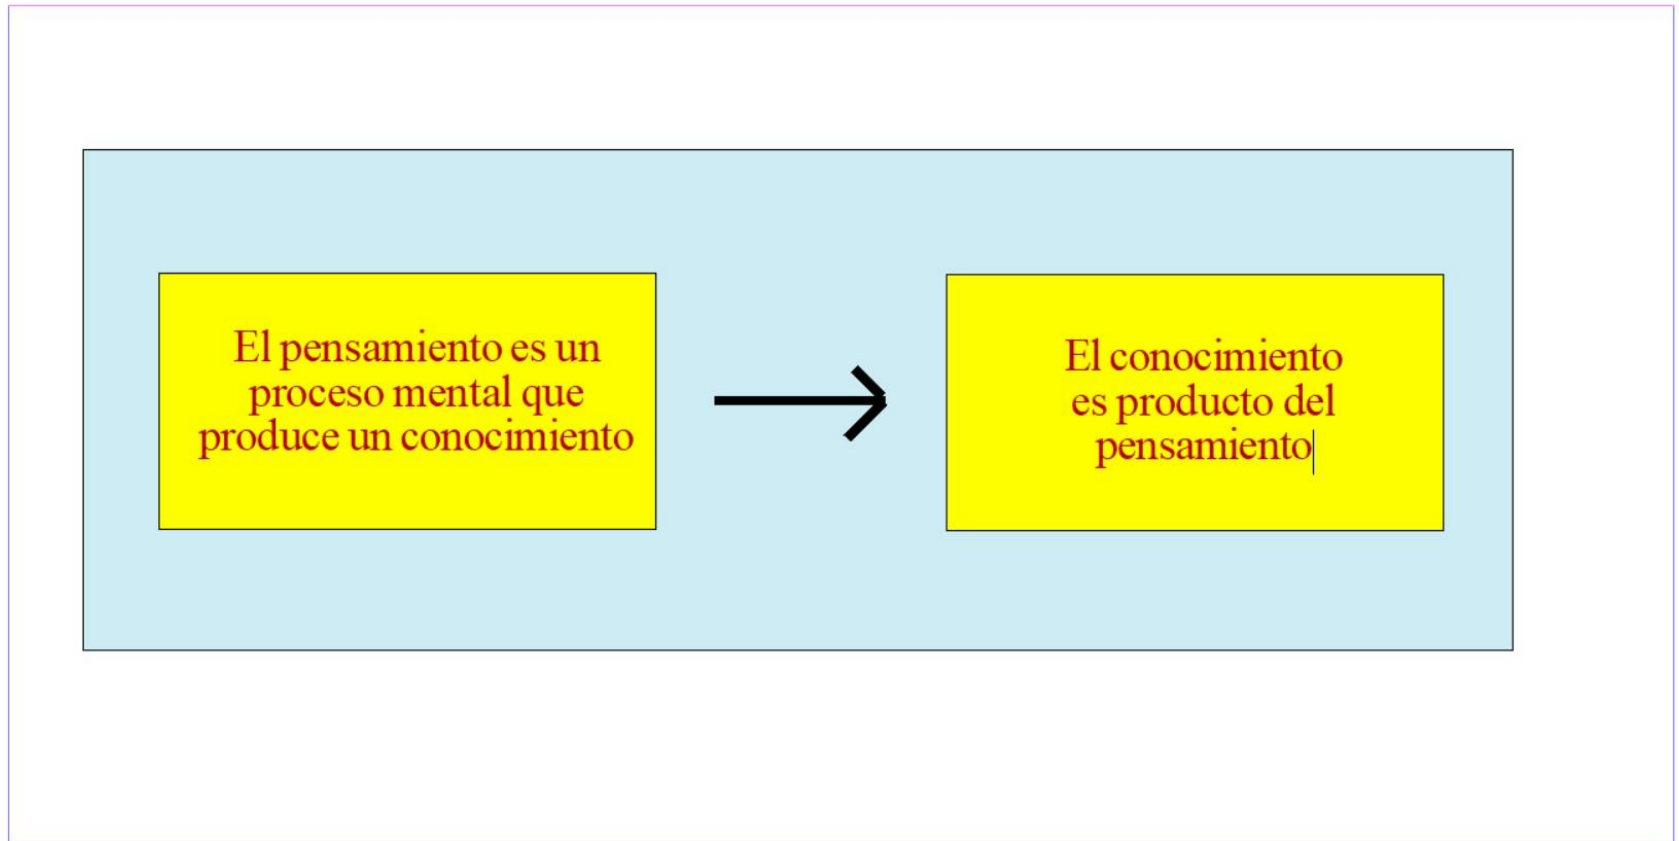 El pensamiento es un
proceso mental que
produce un conocimiento
El conocimiento
es producto del
pensamiento